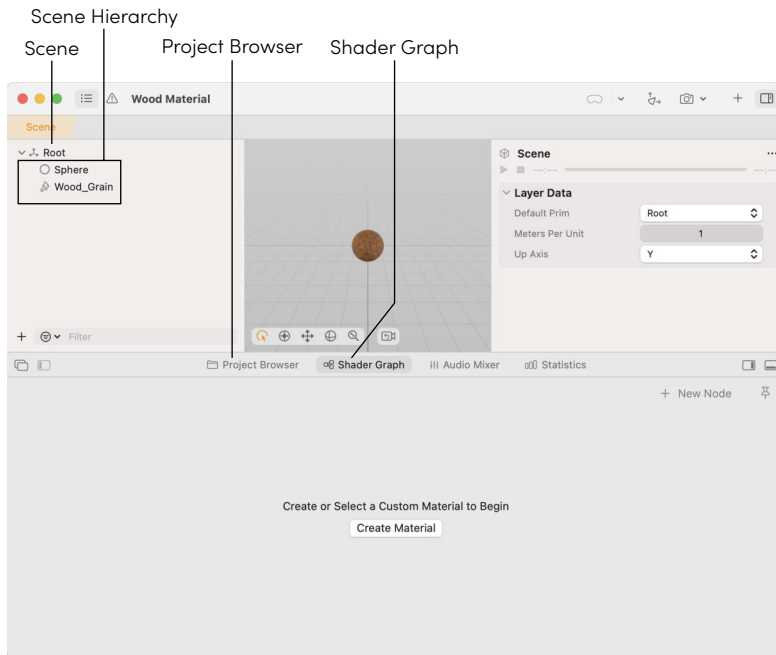 Scene Hierarchy
Scene
Project Browser
Shader Graph
Wood Material
Scene
Root
Sphere
Wood_Grain
Filter
Scene
--:--
--:--
Layer Data
Default Prim Root
Meters Per Unit 1
Up Axis Y
Project Browser Shader Graph Audio Mixer Statistics
+ New Node
Create or Select a Custom Material to Begin
Create Material